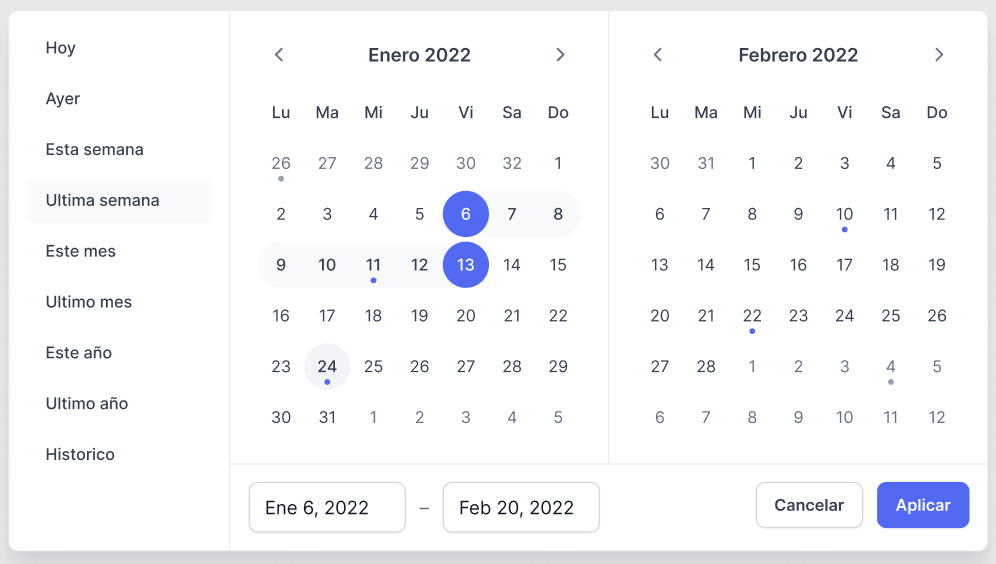 Hoy
Ayer
Esta semana
Ultima semana
Este mes
Ultimo mes
Este año
Ultimo año
Historico
Enero 2022
Lu Ma Mi Ju Vi Sa Do
26 27 28 29 30 32 1
2 3 4 5 6 7 8
9 10 11 12 13 14 15
16 17 18 19 20 21 22
23 24 25 26 27 28 29
30 31 1 2 3 4 5
Febrero 2022
Lu Ma Mi Ju Vi Sa Do
30 31 1 2 3 4 5
6 7 8 9 10 11 12
13 14 15 16 17 18 19
20 21 22 23 24 25 26
27 28 1 2 3 4 5
6 7 8 9 10 11 12
Ene 6, 2022 – Feb 20, 2022
Cancelar
Aplicar